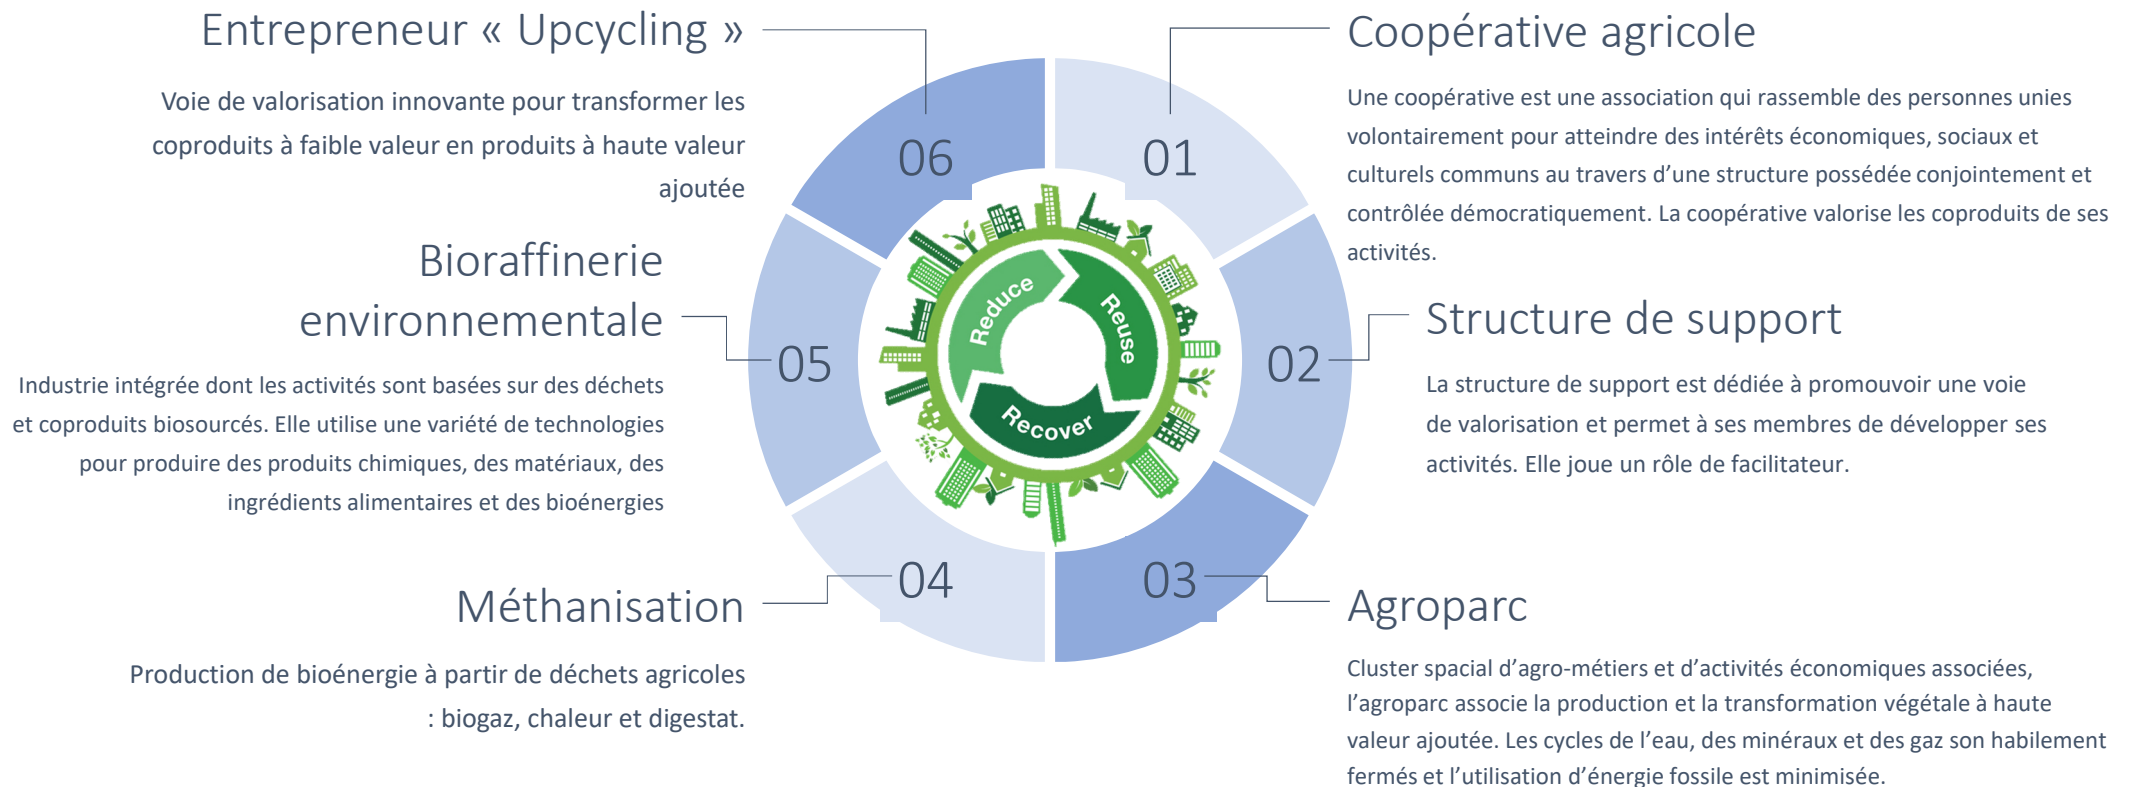 Entrepreneur « Upcycling »
Voie de valorisation innovante pour transformer les
coproduits à faible valeur en produits à haute valeur
ajoutée
Bioraffinerie
environnementale
Industrie intégrée dont les activités sont basées sur des déchets
et coproduits biosourcés. Elle utilise une variété de technologies
pour produire des produits chimiques, des matériaux, des
ingrédients alimentaires et des bioénergies
Méthanisation
Production de bioénergie à partir de déchets agricoles
: biogaz, chaleur et digestat.
06
01
05
02
04
03
Reduce
Reuse
Recover
Coopérative agricole
Une coopérative est une association qui rassemble des personnes unies
volontairement pour atteindre des intérêts économiques, sociaux et
culturels communs au travers d’une structure possédée conjointement et
contrôlée démocratiquement. La coopérative valorise les coproduits de ses
activités.
Structure de support
La structure de support est dédiée à promouvoir une voie
de valorisation et permet à ses membres de développer ses
activités. Elle joue un rôle de facilitateur.
Agroparc
Cluster spacial d’agro-métiers et d’activités économiques associées,
l’agroparc associe la production et la transformation végétale à haute
valeur ajoutée. Les cycles de l’eau, des minéraux et des gaz son habilement
fermés et l’utilisation d’énergie fossile est minimisée.